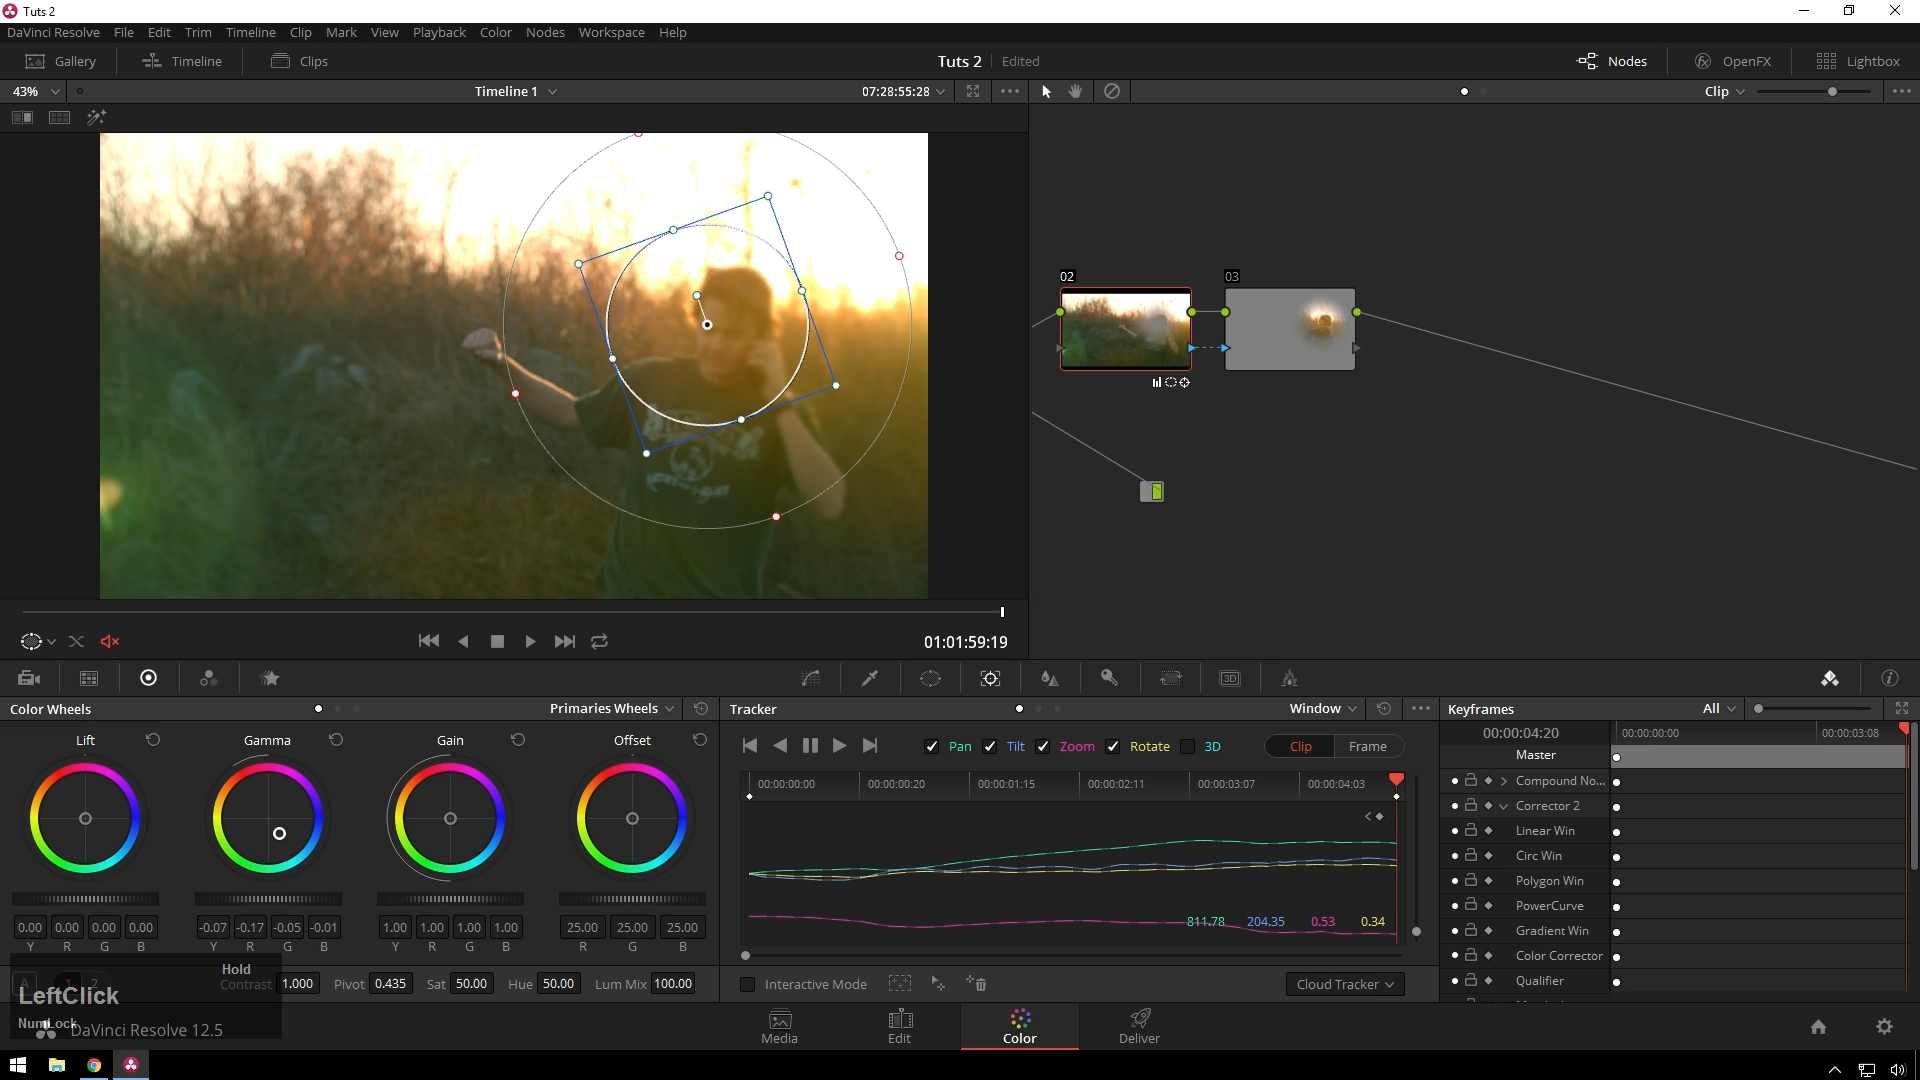 Tuts 2
DaVinci Resolve File Edit Trim Timeline Clip Mark View Playback Color Nodes Workspace Help
Gallery Timeline Clips Tuts 2 Edited Nodes OpenFX Lightbox
43% Timeline 1 07:28:55:28 Clip
02 03
01:01:59:19
3D
Color Wheels Primaries Wheels Tracker Window Keyframes All
Lift Gamma Gain Offset
Pan Tilt Zoom Rotate 3D Clip Frame
00:00:04:20 00:00:00:00 00:00:03:08
00:00:00:00 00:00:00:20 00:00:01:15 00:00:02:11 00:00:03:07 00:00:04:03
Master
Compound No...
Corrector 2
Linear Win
Circ Win
Polygon Win
PowerCurve
Gradient Win
Color Corrector
Qualifier
811.78 204.35 0.53 0.34
0.00 0.00 0.00 0.00 -0.07 -0.17 -0.05 -0.01 1.00 1.00 1.00 1.00 25.00 25.00 25.00
Y R G B Y R G B Y R G B R G B
Hold
A 1 2 Contrast 1.000 Pivot 0.435 Sat 50.00 Hue 50.00 Lum Mix 100.00
LeftClick
NumLock
Interactive Mode Cloud Tracker
DaVinci Resolve 12.5
Media Edit Color Deliver